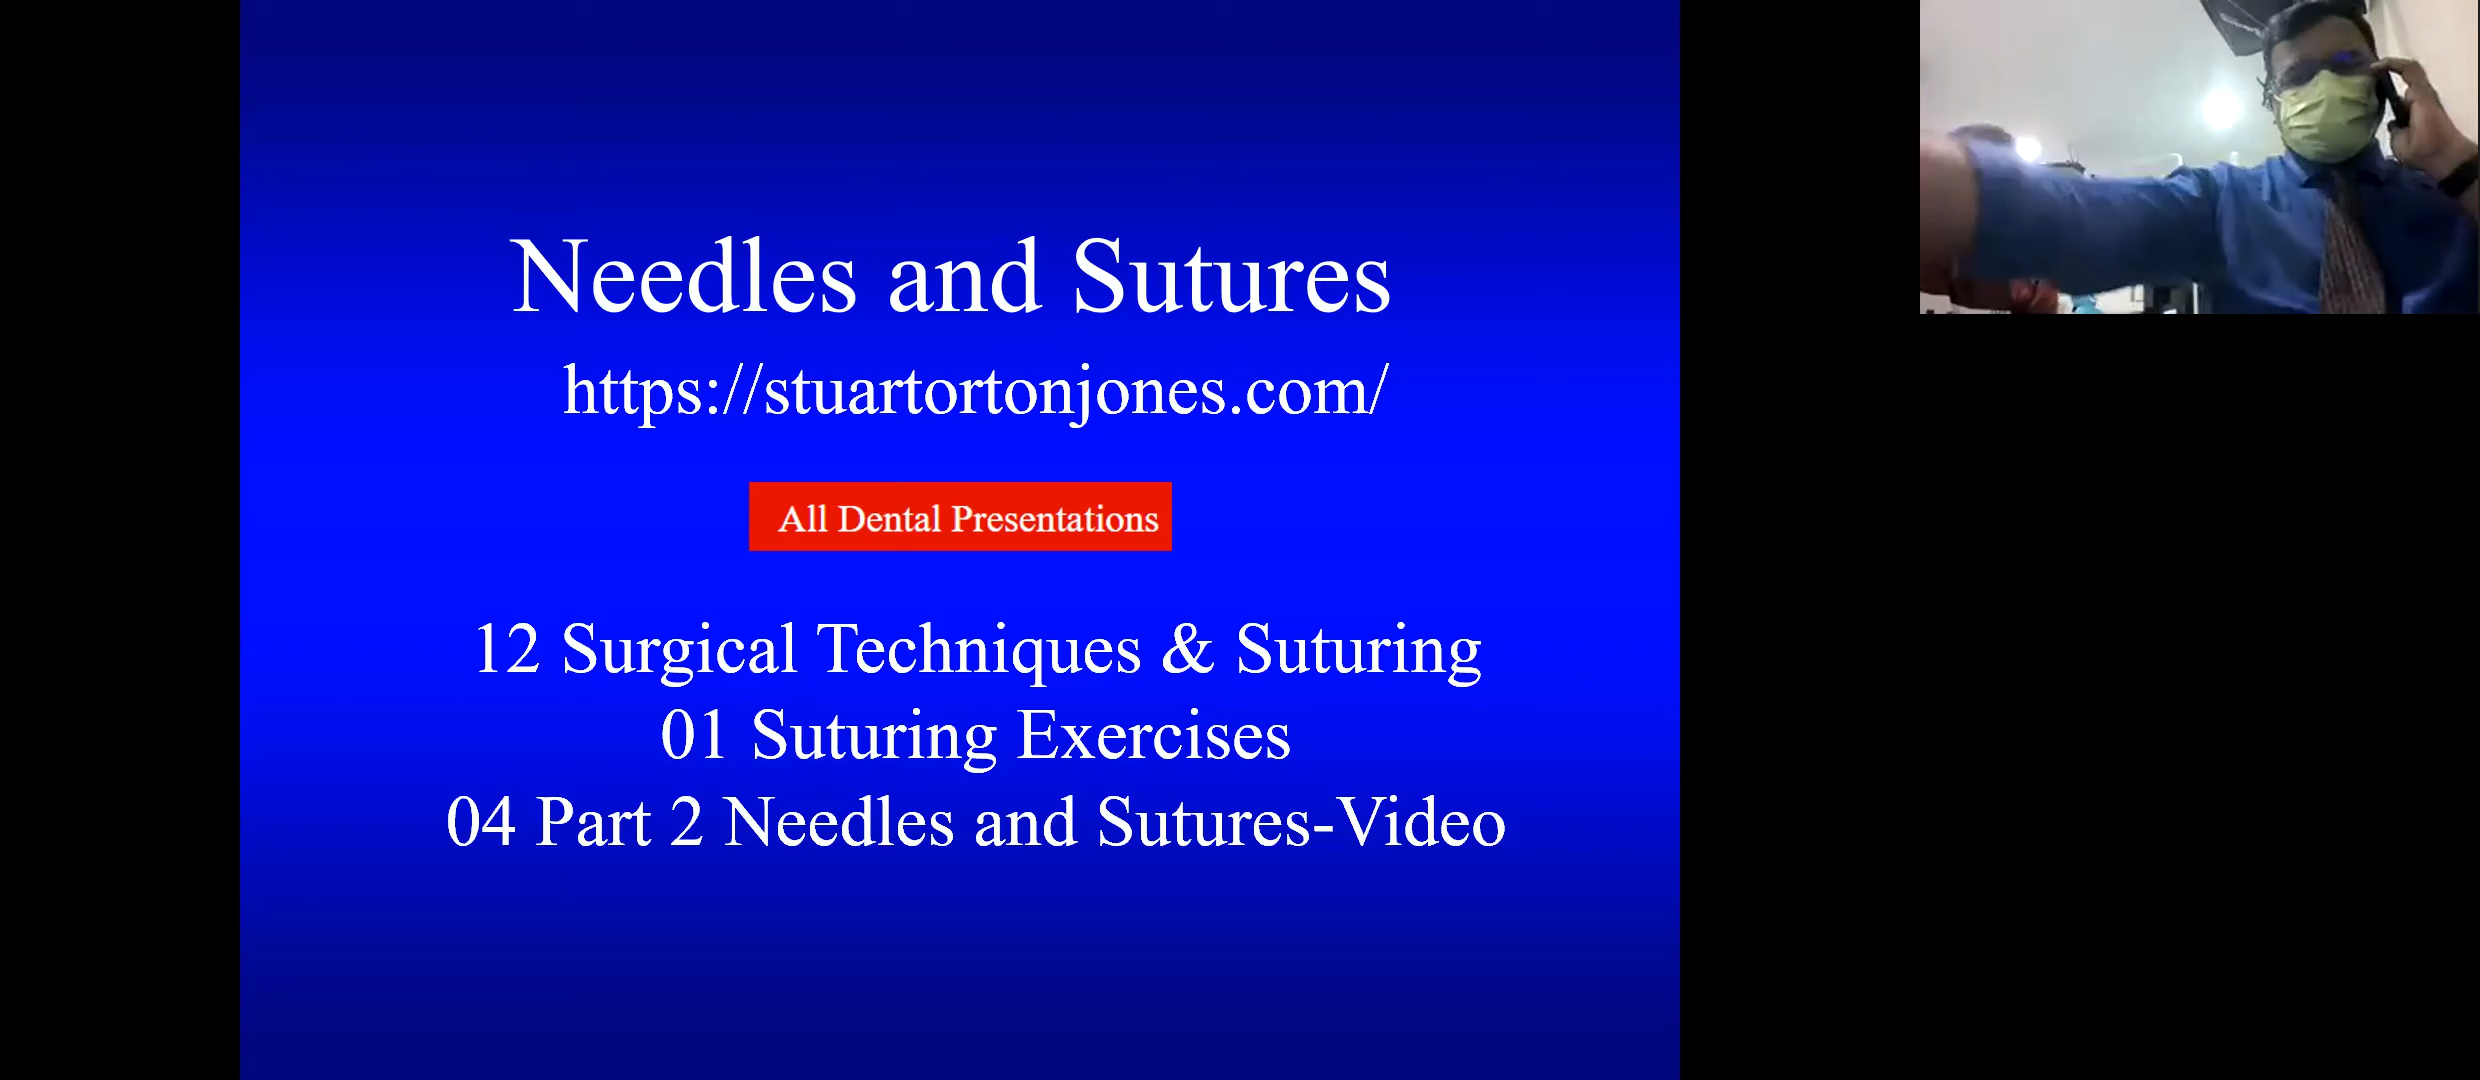 Needles and Sutures
https://stuartortonjones.com/
All Dental Presentations
12 Surgical Techniques & Suturing
01 Suturing Exercises
04 Part 2 Needles and Sutures-Video